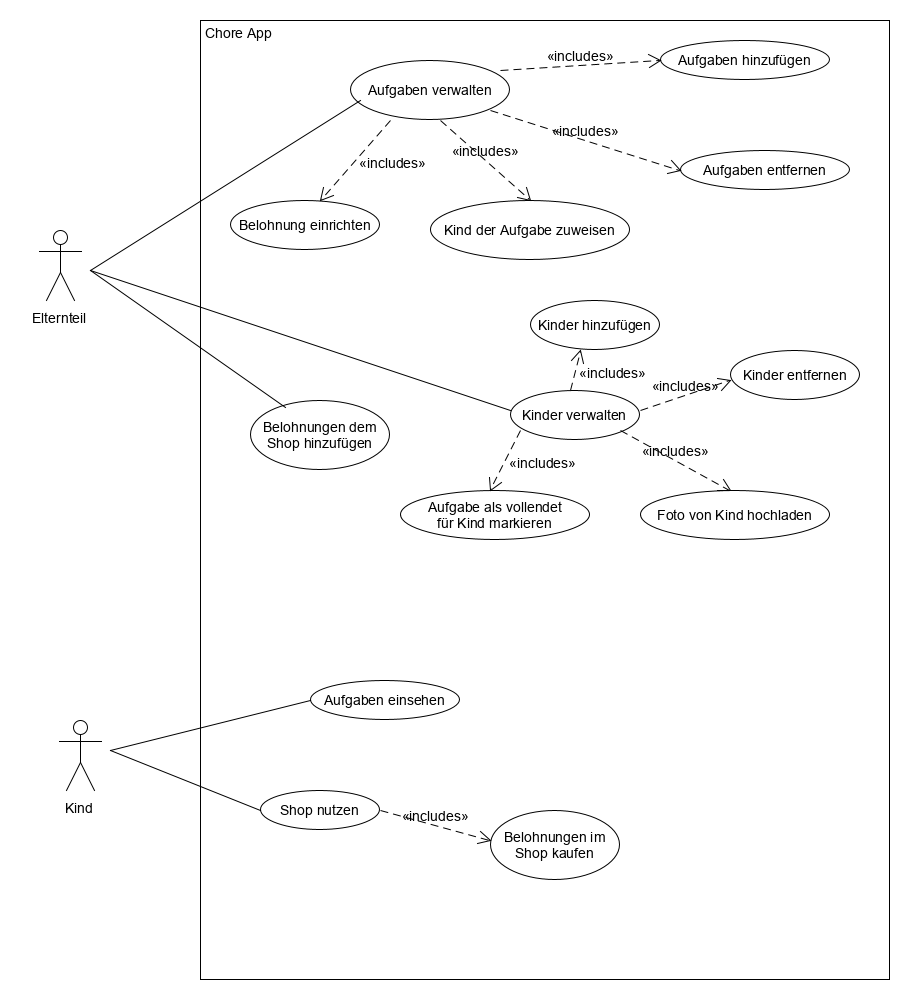 Chore App
«includes»
Aufgaben hinzufügen
Aufgaben verwalten
«includes»
«includes»
«includes»
Aufgaben entfernen
Belohnung einrichten
Kind der Aufgabe zuweisen
Elternteil
Kinder hinzufügen
«includes»
Kinder entfernen
«includes»
Kinder verwalten
Belohnungen dem
Shop hinzufügen
«includes»
«includes»
Aufgabe als vollendet
für Kind markieren
Foto von Kind hochladen
Aufgaben einsehen
Kind
Shop nutzen
«includes»
Belohnungen im
Shop kaufen